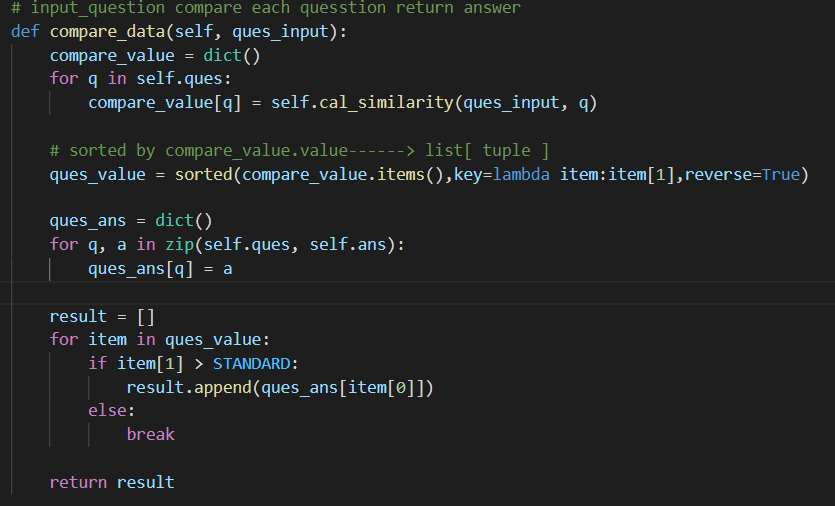 # input_question compare each quesstion return answer
def compare_data(self, ques_input):
    compare_value = dict()
    for q in self.ques:
        compare_value[q] = self.cal_similarity(ques_input, q)

    # sorted by compare_value.value------> list[ tuple ]
    ques_value = sorted(compare_value.items(),key=lambda item:item[1],reverse=True)

    ques_ans = dict()
    for q, a in zip(self.ques, self.ans):
        ques_ans[q] = a

    result = []
    for item in ques_value:
        if item[1] > STANDARD:
            result.append(ques_ans[item[0]])
        else:
            break

    return result